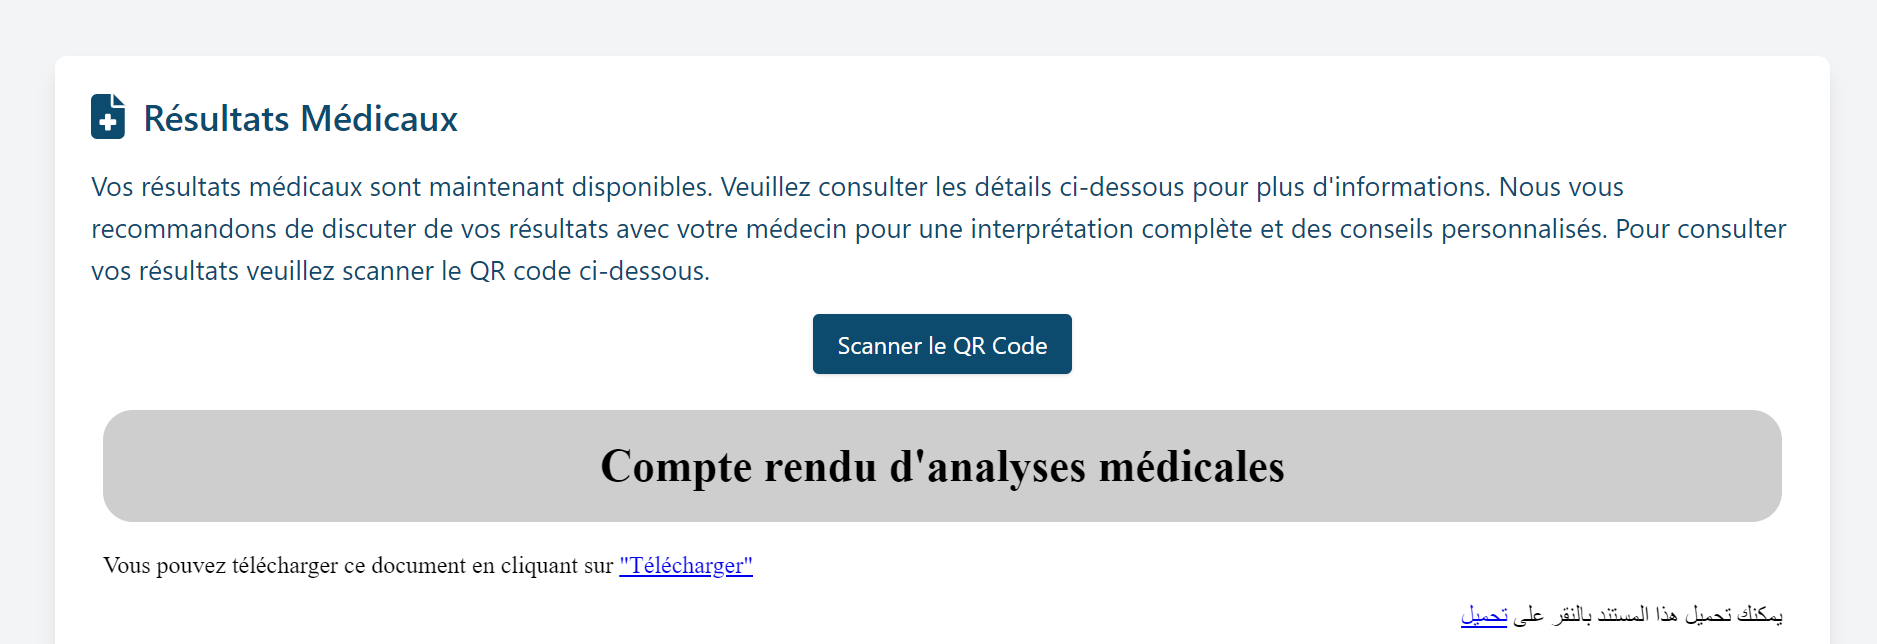 Résultats Médicaux
Vos résultats médicaux sont maintenant disponibles. Veuillez consulter les détails ci-dessous pour plus d'informations. Nous vous
recommandons de discuter de vos résultats avec votre médecin pour une interprétation complète et des conseils personnalisés. Pour consulter
vos résultats veuillez scanner le QR code ci-dessous.
Scanner le QR Code
Compte rendu d'analyses médicales
Vous pouvez télécharger ce document en cliquant sur "Télécharger"
يمكنك تحميل هذا المستند بالنقر على تحميل